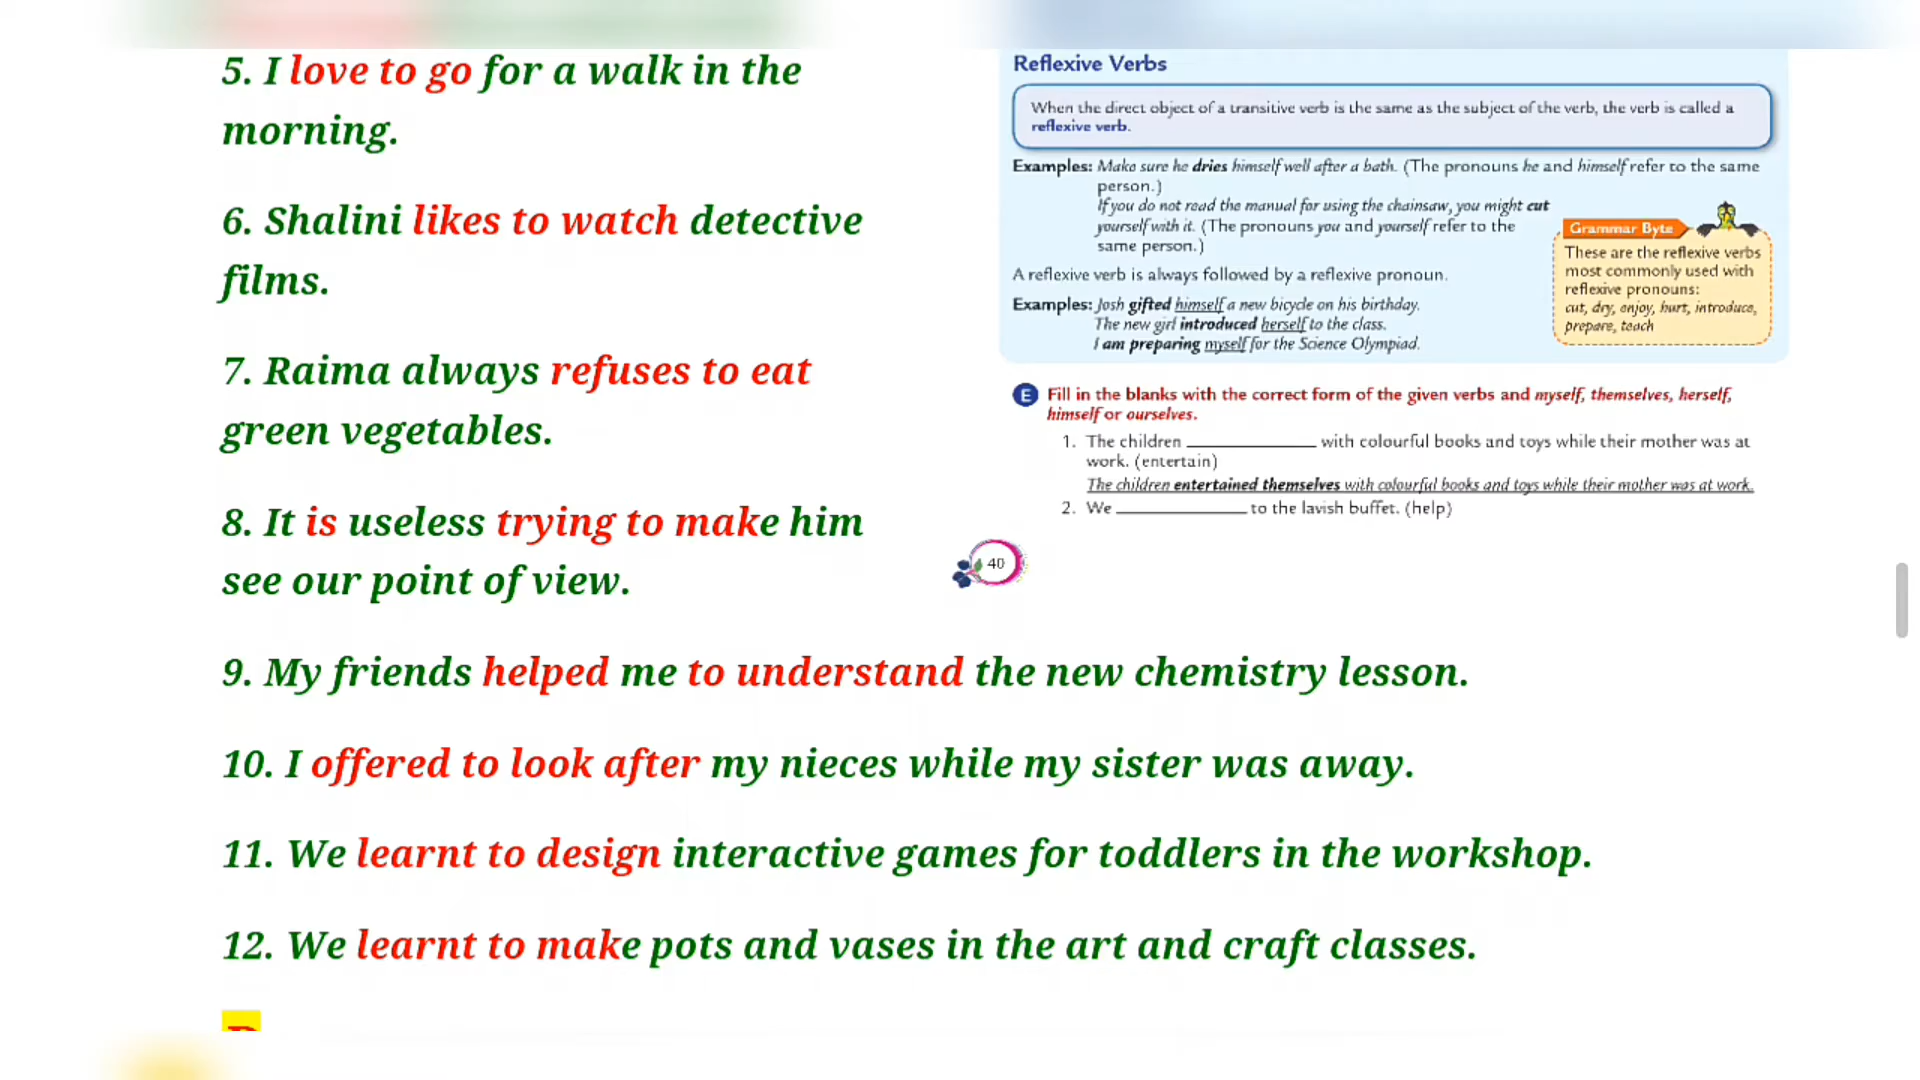 5. I love to go for a walk in the
morning.
6. Shalini likes to watch detective
films.
7. Raima always refuses to eat
green vegetables.
8. It is useless trying to make him
see our point of view.
9. My friends helped me to understand the new chemistry lesson.
10. I offered to look after my nieces while my sister was away.
11. We learnt to design interactive games for toddlers in the workshop.
12. We learnt to make pots and vases in the art and craft classes.
Reflexive Verbs
When the direct object of a transitive verb is the same as the subject of the verb, the verb is called a
reflexive verb.
Examples: Make sure he dries himself well after a bath. (The pronouns he and himself refer to the same
person.)
If you do not read the manual for using the chainsaw, you might cut
yourself with it. (The pronouns you and yourself refer to the
same person.)
A reflexive verb is always followed by a reflexive pronoun.
Examples: Josh gifted himself a new bicycle on his birthday.
The new girl introduced herself to the class.
I am preparing myself for the Science Olympiad.
Grammar Byte
These are the reflexive verbs
most commonly used with
reflexive pronouns:
cut, dry, enjoy, hurt, introduce,
prepare, teach
E Fill in the blanks with the correct form of the given verbs and myself, themselves, herself,
himself or ourselves.
1. The children ______________ with colourful books and toys while their mother was at
work. (entertain)
The children entertained themselves with colourful books and toys while their mother was at work.
2. We ______________ to the lavish buffet. (help)
40